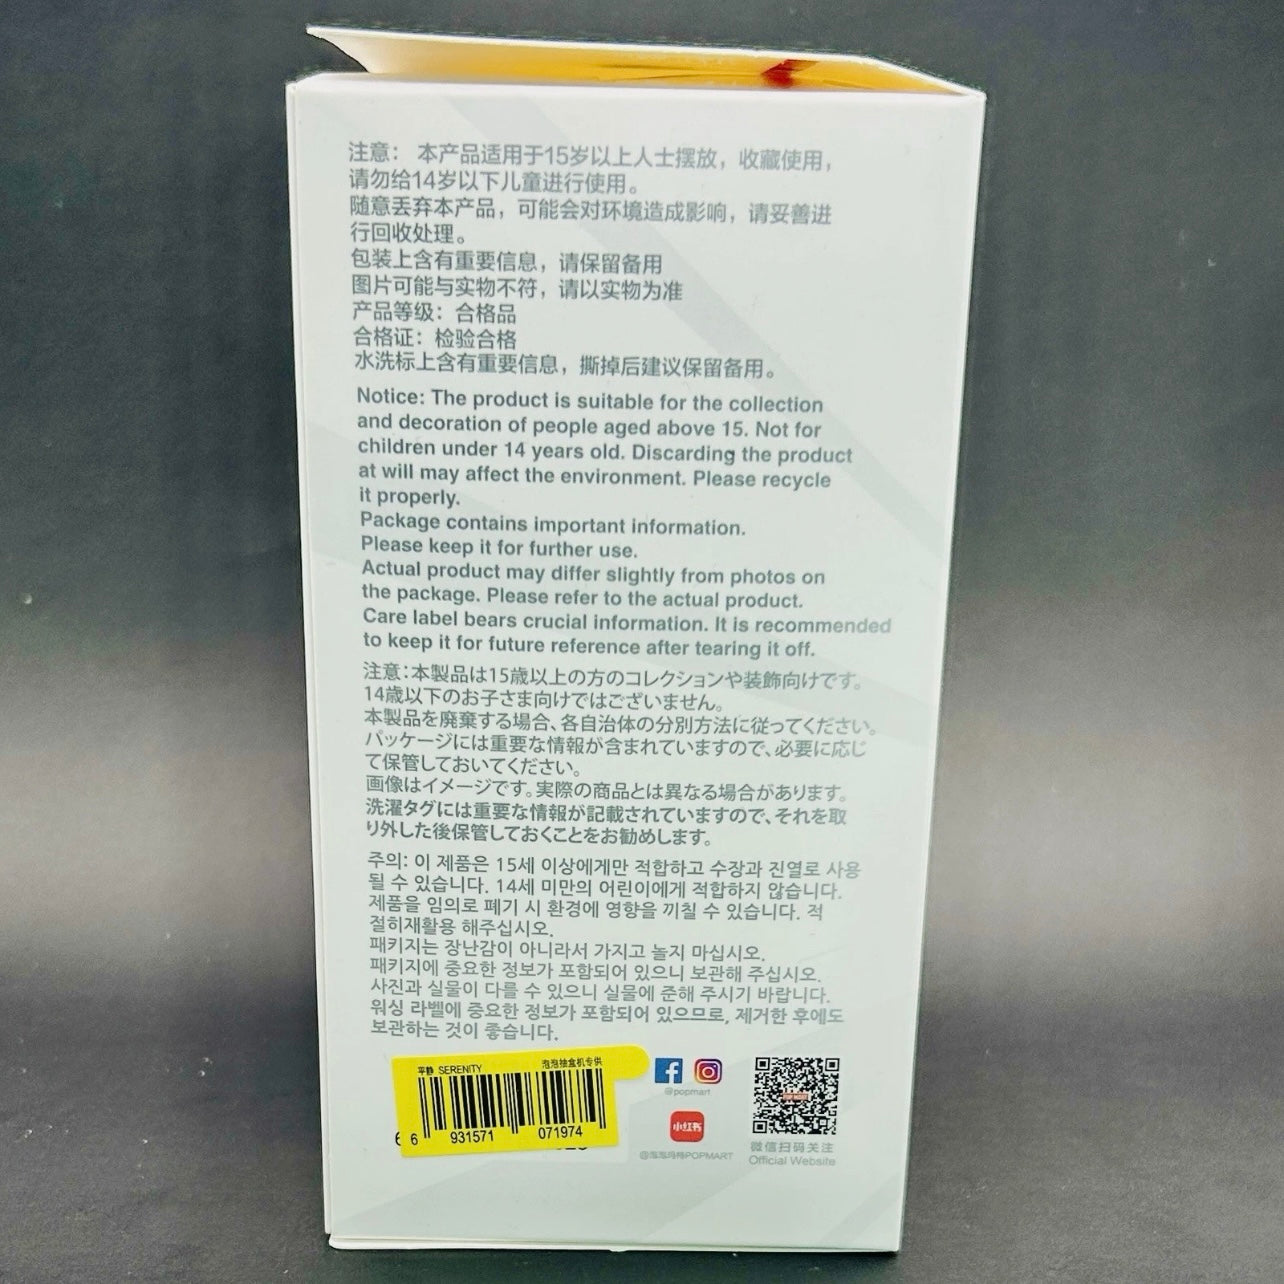 注意： 本产品适用于15岁以上人士摆放，收藏使用，
请勿给14岁以下儿童进行使用。
随意丢弃本产品，可能会对环境造成影响，请妥善进
行回收处理。
包装上含有重要信息，请保留备用
图片可能与实物不符，请以实物为准
产品等级：合格品
合格证：检验合格
水洗标上含有重要信息，撕掉后建议保留备用。
Notice: The product is suitable for the collection
and decoration of people aged above 15. Not for
children under 14 years old. Discarding the product
at will may affect the environment. Please recycle
it properly.
Package contains important information.
Please keep it for further use.
Actual product may differ slightly from photos on
the package. Please refer to the actual product.
Care label bears crucial information. It is recommended
to keep it for future reference after tearing it off.
注意：本製品は15歳以上の方のコレクションや装飾向けです。
14歳以下のお子さま向けではございません。
本製品を廃棄する場合、各自治体の分別方法に従ってください。
パッケージには重要な情報が含まれていますので、必要に応じ
て保管しておいてください。
画像はイメージです。実際の商品とは異なる場合があります。
洗濯タグには重要な情報が記載されていますので、それを取
り外した後保管しておくことをお勧めします。
주의: 이 제품은 15세 이상에게만 적합하고 수장과 진열로 사용
될 수 있습니다. 14세 미만의 어린이에게 적합하지 않습니다.
제품을 임의로 폐기 시 환경에 영향을 끼칠 수 있습니다. 적
절히재활용 해주십시오.
패키지는 장난감이 아니라서 가지고 놀지 마십시오.
패키지에 중요한 정보가 포함되어 있으니 보관해 주십시오.
사진과 실물이 다를 수 있으니 실물에 준해 주시기 바랍니다.
워싱 라벨에 중요한 정보가 포함되어 있으므로, 제거한 후에도
보관하는 것이 좋습니다.
平静 SERENITY 泡泡抽盒机专供
6 931571 071974
@popmart
小红书
@泡泡玛特POPMART
POP MART
微信扫码关注
Official Website